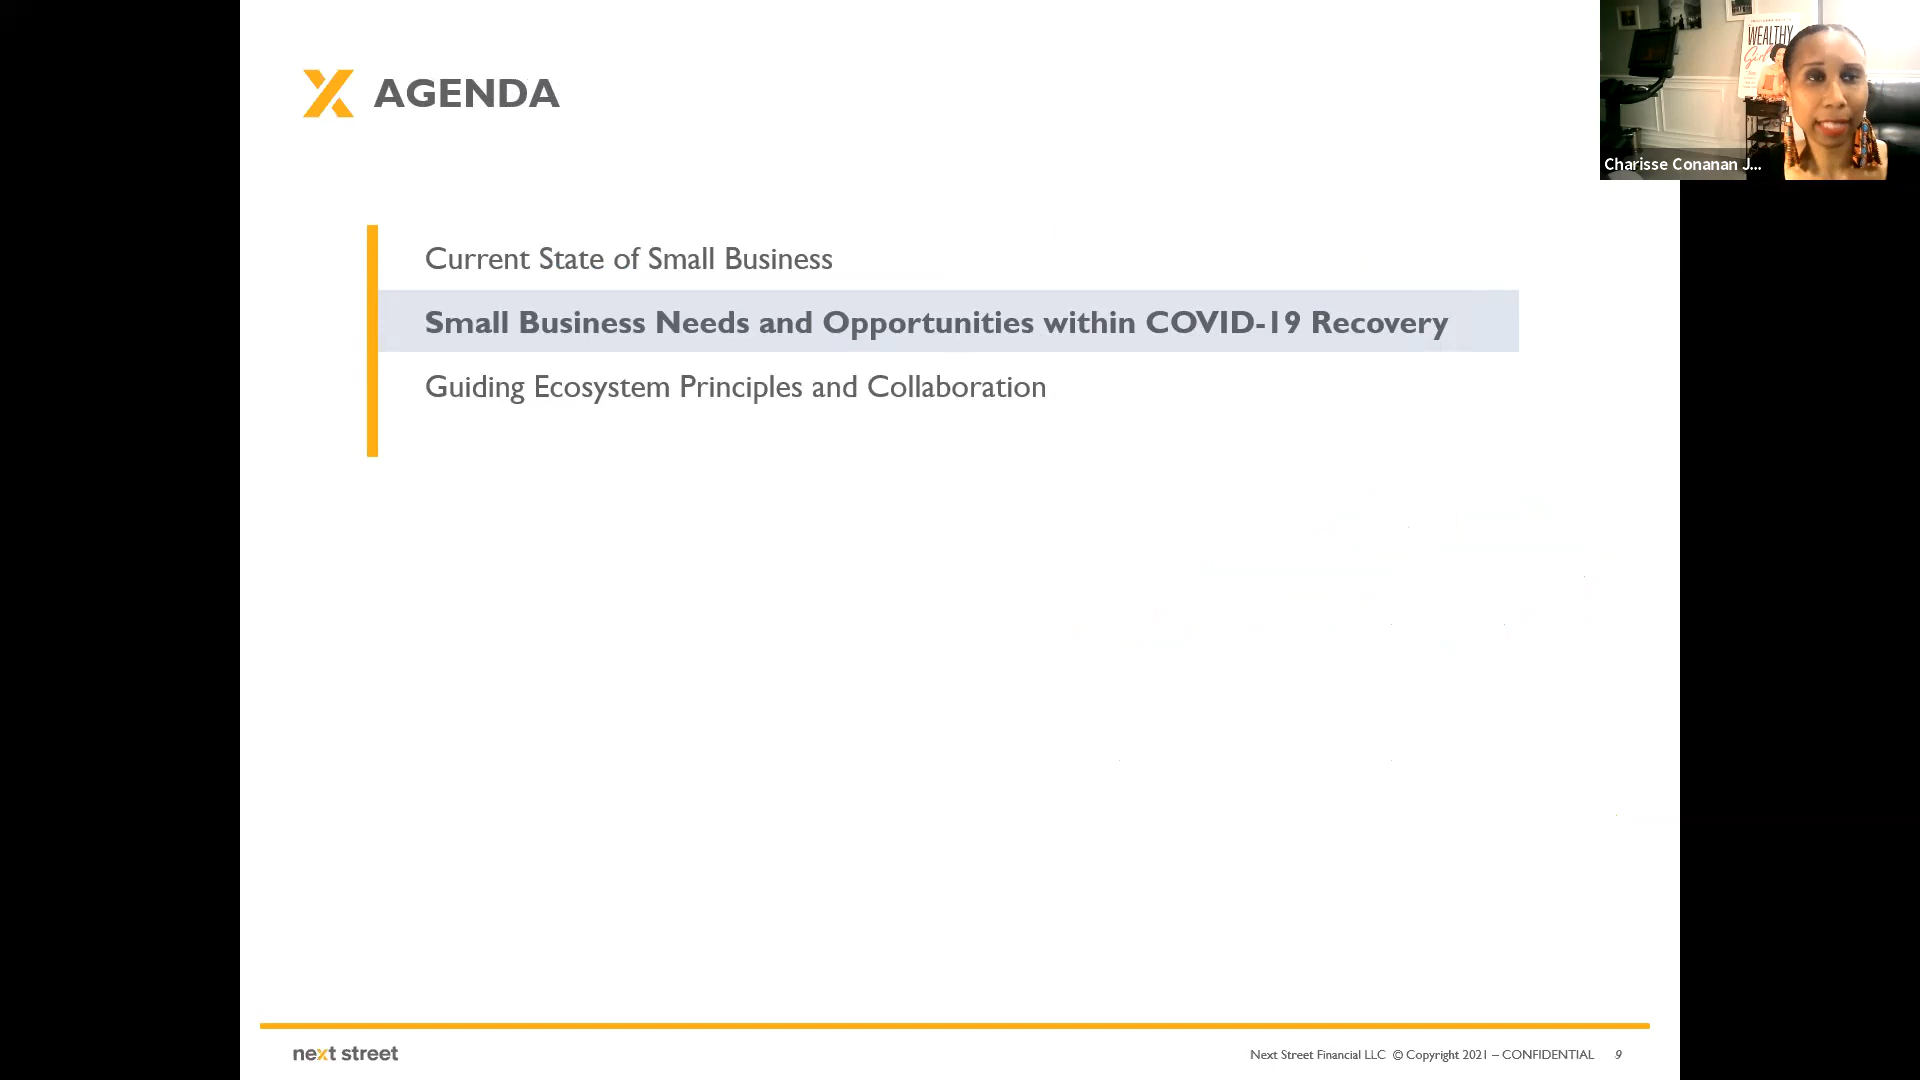 AGENDA
WEALTHY
Girl
Charisse Conanan J...
Current State of Small Business
Small Business Needs and Opportunities within COVID-19 Recovery
Guiding Ecosystem Principles and Collaboration
next street
Next Street Financial LLC © Copyright 2021 – CONFIDENTIAL 9